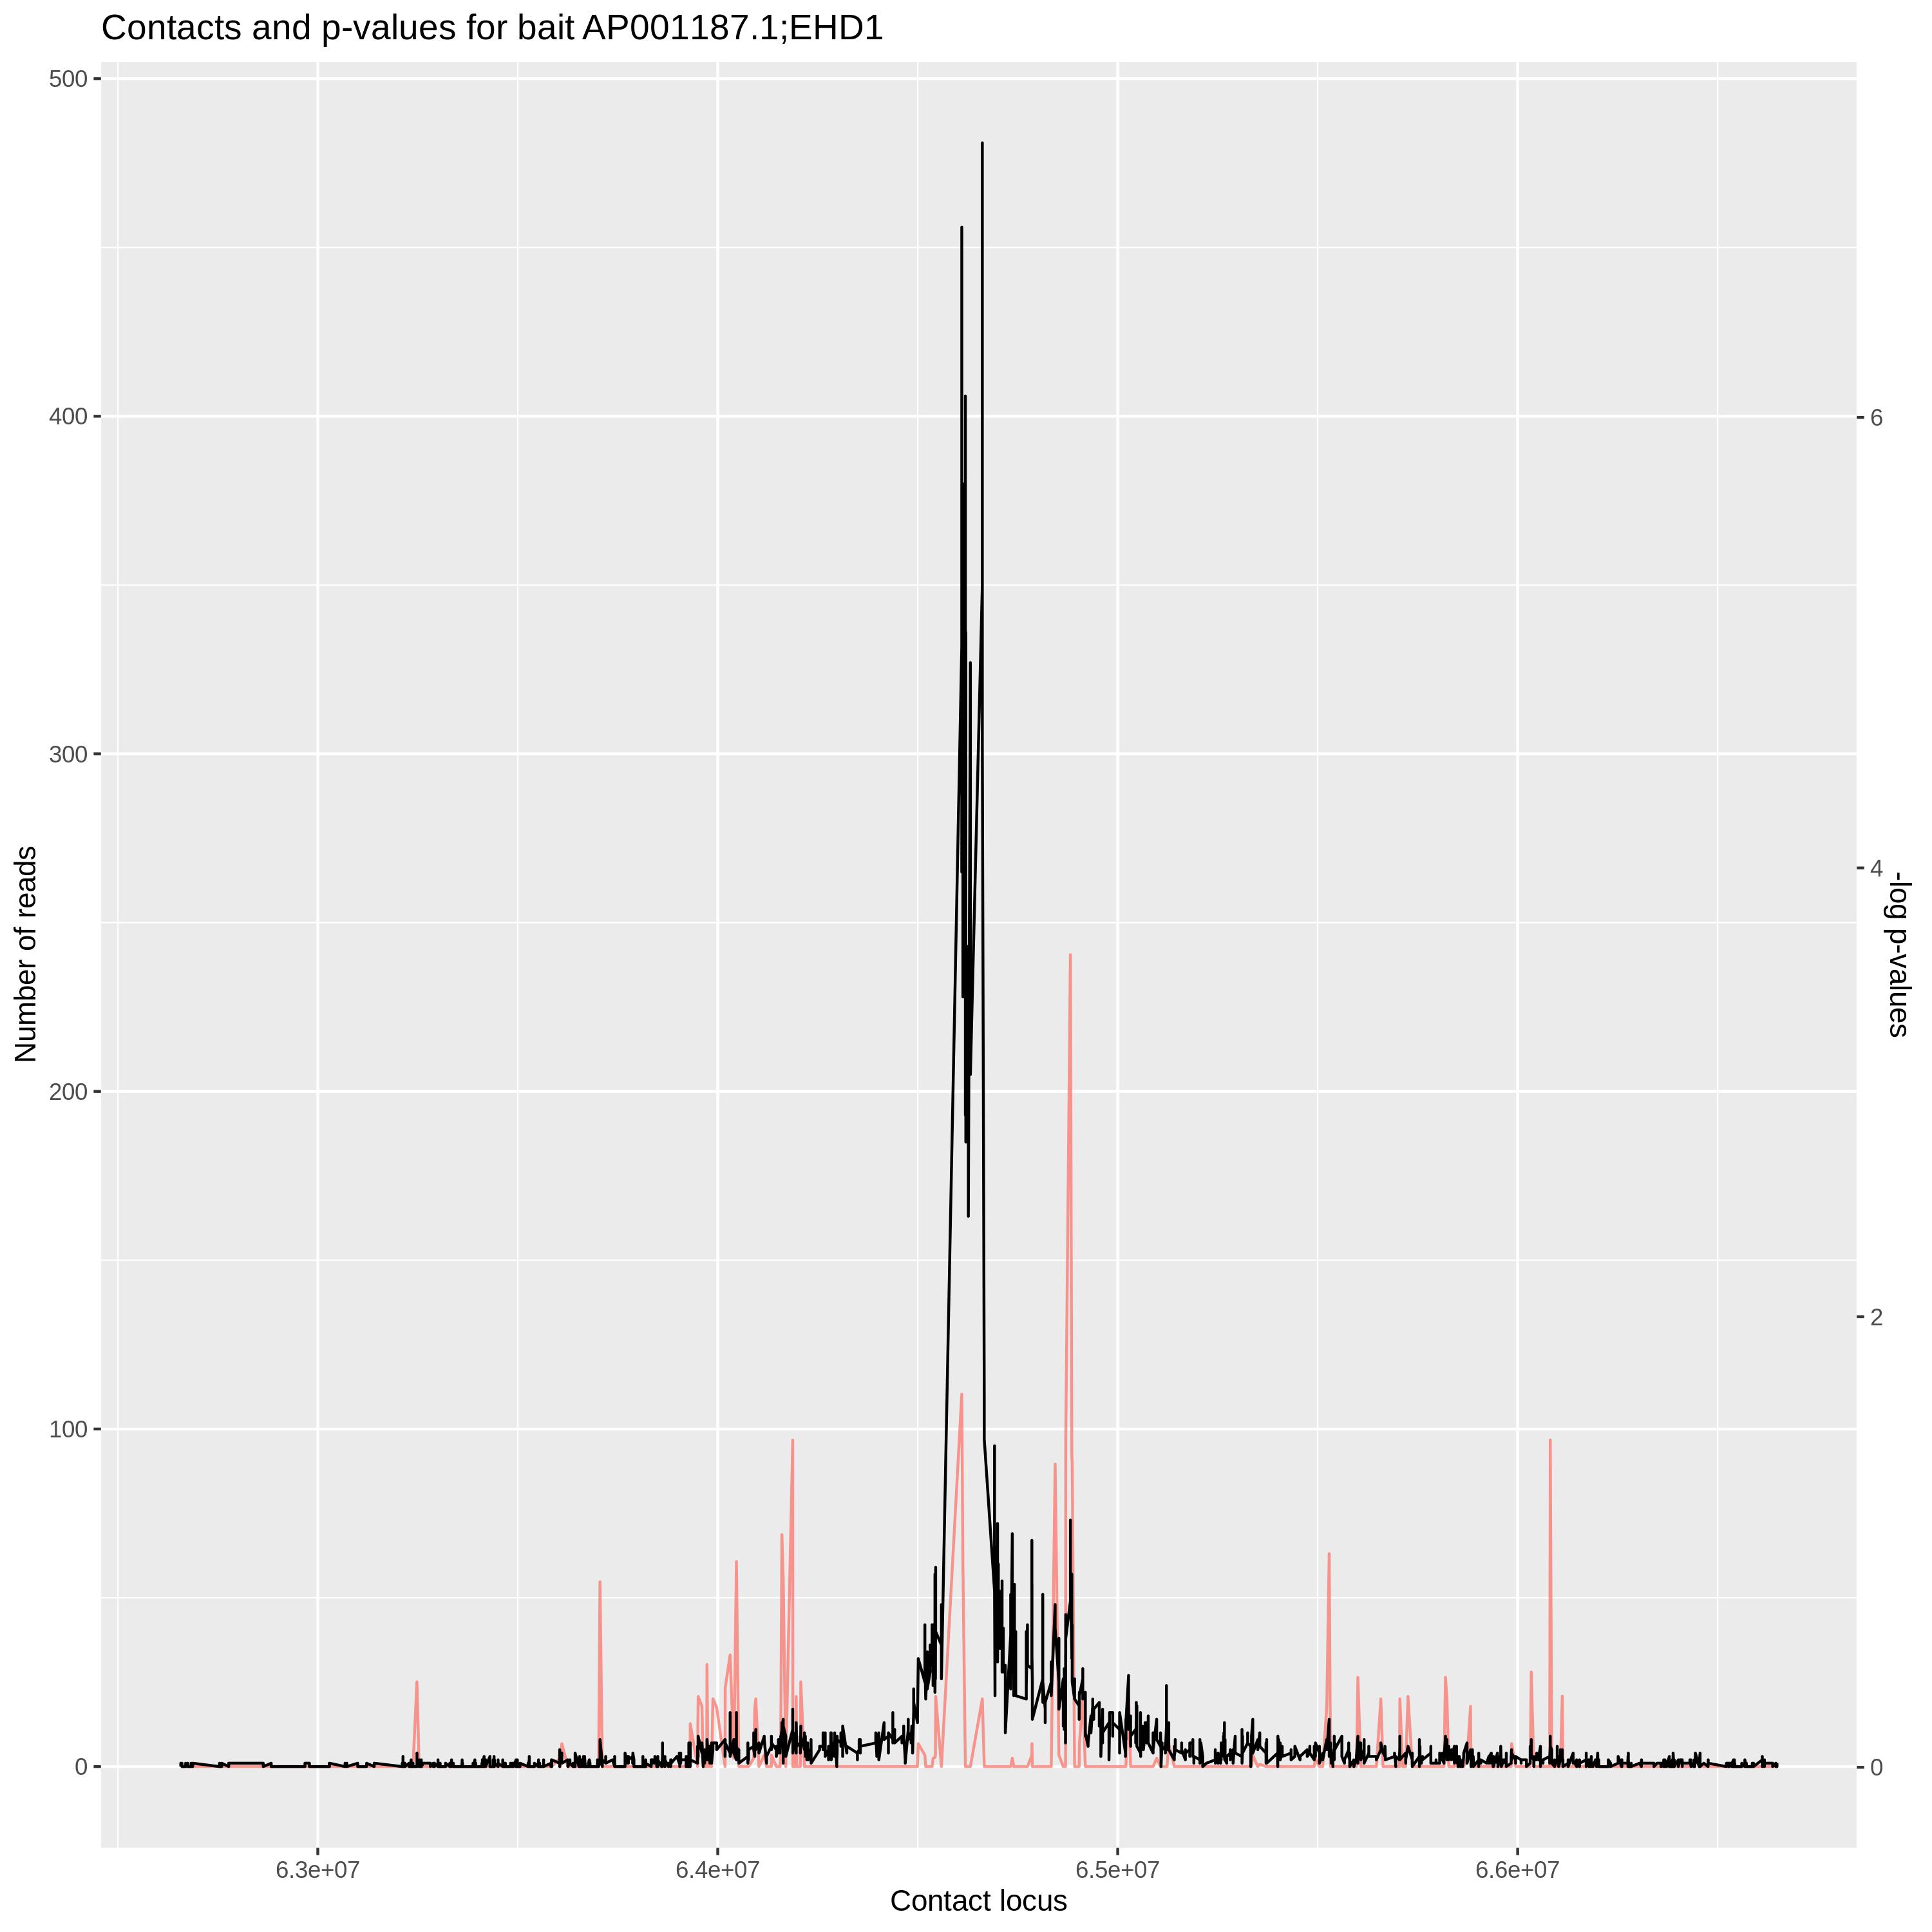 Contacts and p-values for bait AP001187.1;EHD1
500
400
300
200
100
0
Number of reads
6
4
2
0
-log p-values
6.3e+07
6.4e+07
6.5e+07
6.6e+07
Contact locus